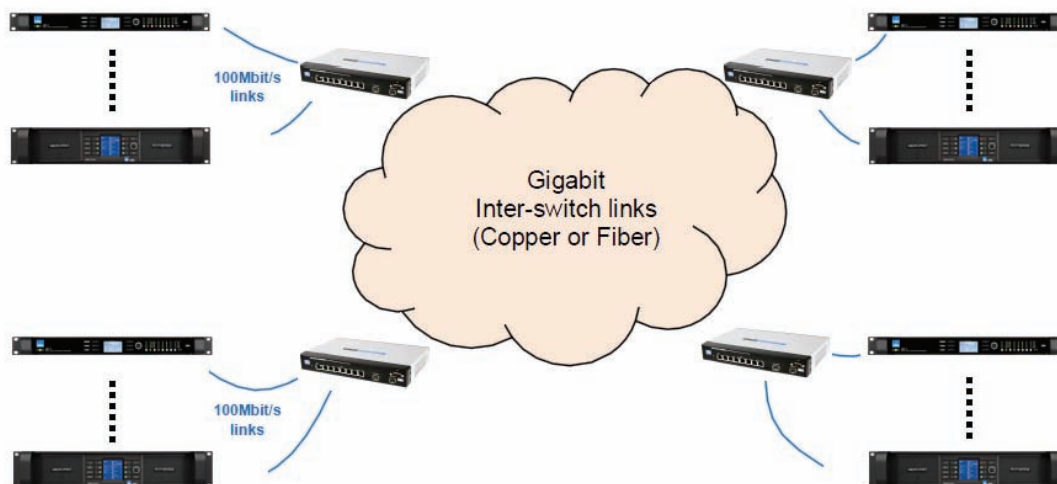 100Mbit/s
links
Gigabit
Inter-switch links
(Copper or Fiber)
100Mbit/s
links